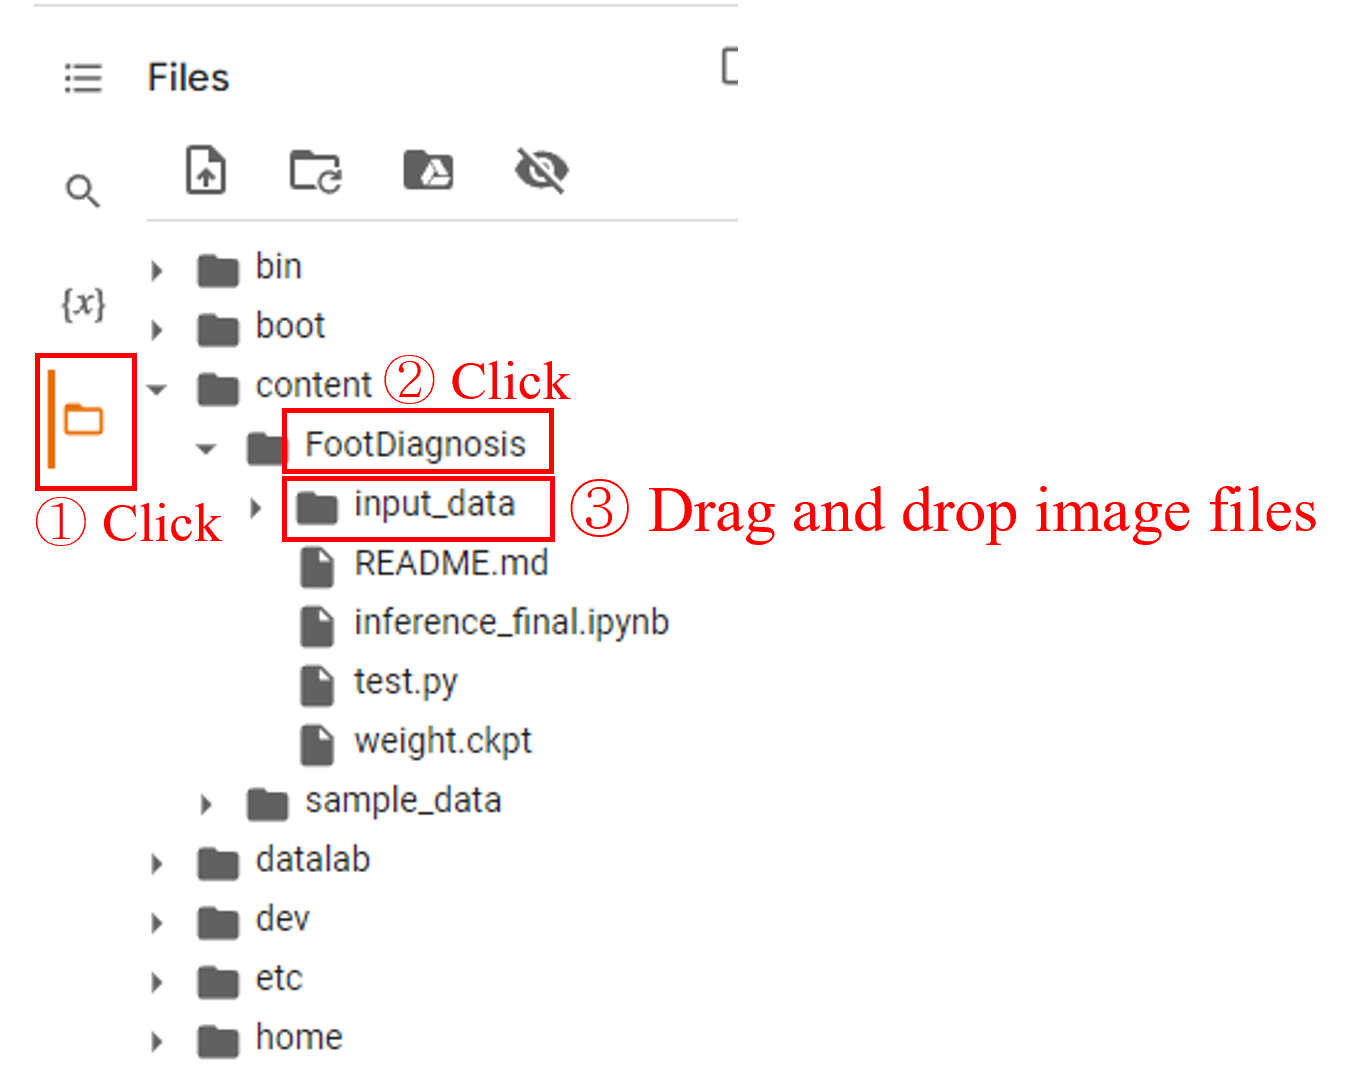 Files
{x}
bin
boot
content ② Click
FootDiagnosis
① Click
input_data ③ Drag and drop image files
README.md
inference_final.ipynb
test.py
weight.ckpt
sample_data
datalab
dev
etc
home